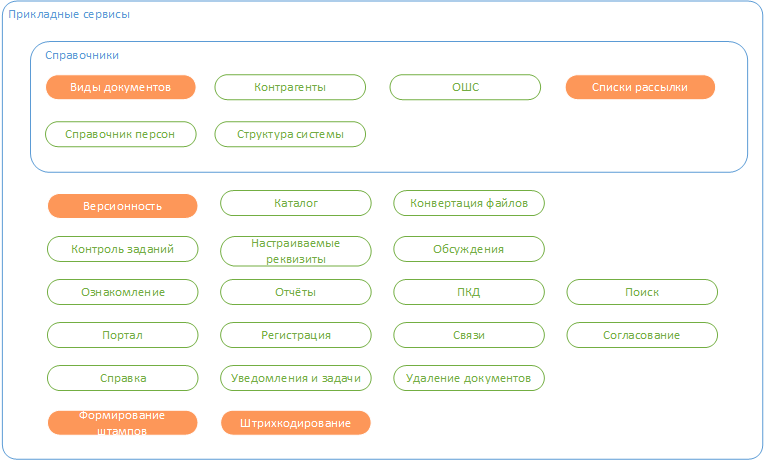 Прикладные сервисы
Справочники
Виды документов
Контрагенты
ОШС
Списки рассылки
Справочник персон
Структура системы
Версионность
Каталог
Конвертация файлов
Контроль заданий
Настраиваемые
реквизиты
Обсуждения
Ознакомление
Отчёты
ПКД
Поиск
Портал
Регистрация
Связи
Согласование
Справка
Уведомления и задачи
Удаление документов
Формирование
штампов
Штрихкодирование